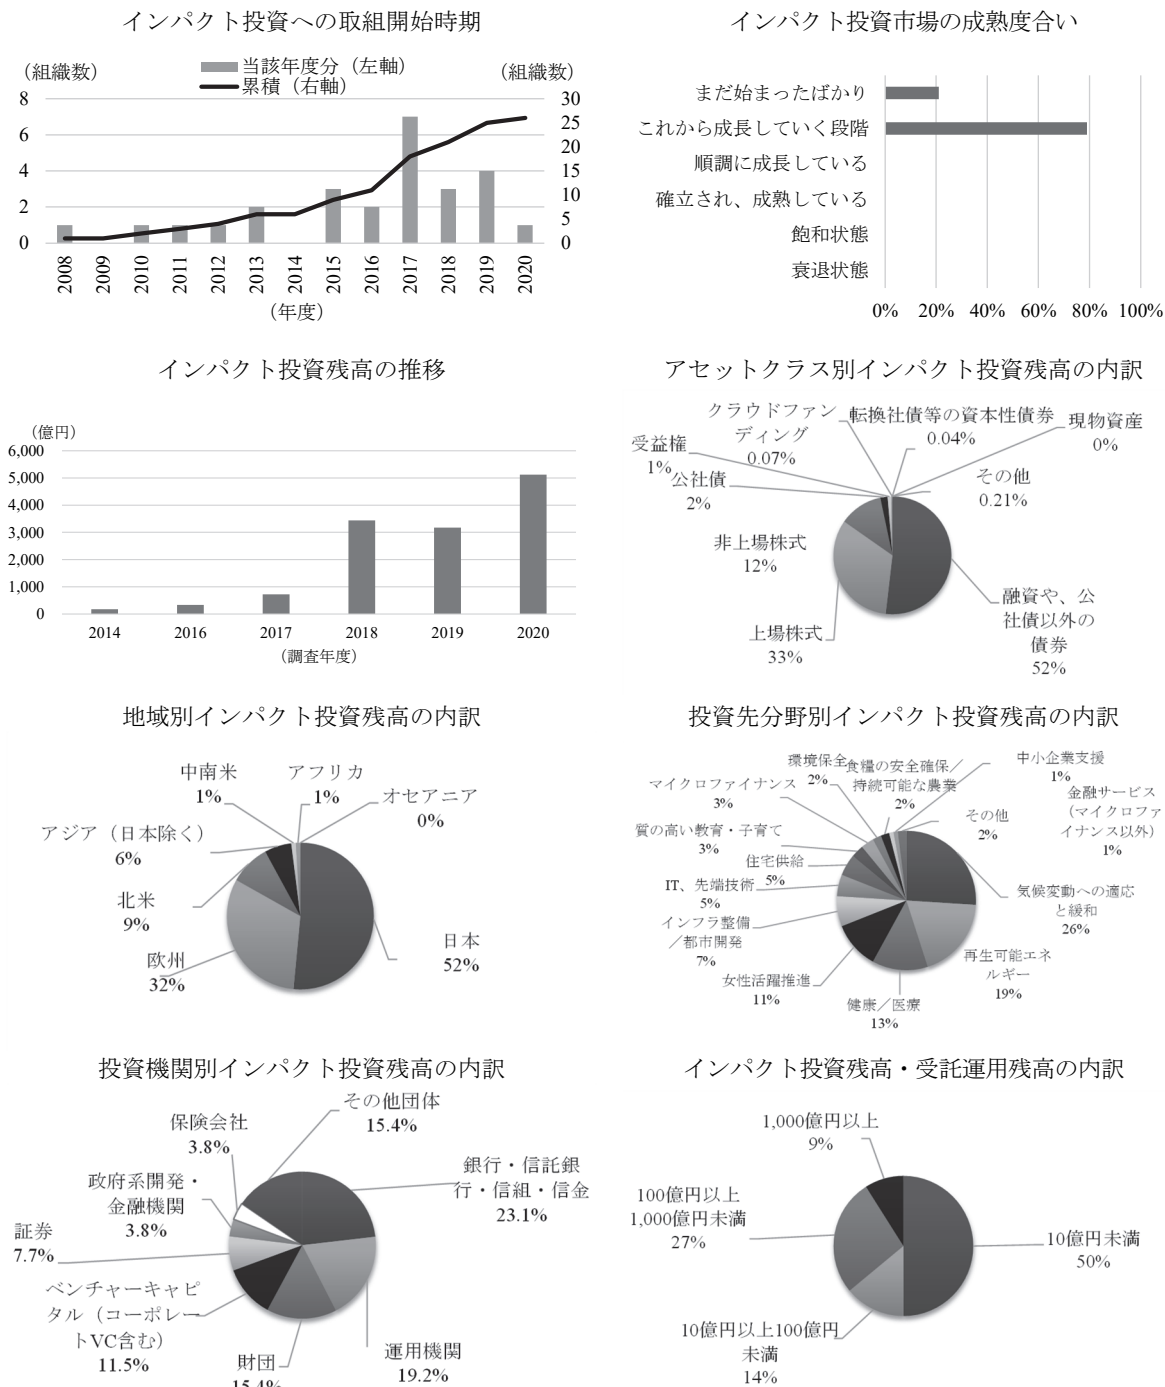 インパクト投資への取組開始時期
（組織数）
当該年度分（左軸）
累積（右軸）
（組織数）
8
6
4
2
0
30
25
20
15
10
5
0
2008
2009
2010
2011
2012
2013
2014
2015
2016
2017
2018
2019
2020
（年度）
インパクト投資市場の成熟度合い
まだ始まったばかり
これから成長していく段階
順調に成長している
確立され、成熟している
飽和状態
衰退状態
0% 20% 40% 60% 80% 100%
インパクト投資残高の推移
（億円）
6,000
5,000
4,000
3,000
2,000
1,000
0
2014 2016 2017 2018 2019 2020
（調査年度）
アセットクラス別インパクト投資残高の内訳
クラウドファン
ディング
0.07%
転換社債等の資本性債券
0.04%
現物資産
0%
受益権
1%
公社債
2%
その他
0.21%
非上場株式
12%
上場株式
33%
融資や、公
社債以外の
債券
52%
地域別インパクト投資残高の内訳
中南米
1%
アフリカ
1%
オセアニア
0%
アジア（日本除く）
6%
北米
9%
欧州
32%
日本
52%
投資先分野別インパクト投資残高の内訳
環境保全
2%
食糧の安全確保／
持続可能な農業
2%
中小企業支援
1%
マイクロファイナンス
3%
金融サービス
（マイクロファ
イナンス以外）
1%
その他
2%
質の高い教育・子育て
3%
住宅供給
5%
IT、先端技術
5%
インフラ整備
／都市開発
7%
女性活躍推進
11%
健康／医療
13%
再生可能エネ
ルギー
19%
気候変動への適応
と緩和
26%
投資機関別インパクト投資残高の内訳
その他団体
15.4%
保険会社
3.8%
政府系開発・
金融機関
3.8%
証券
7.7%
ベンチャーキャピ
タル（コーポレー
トVC含む）
11.5%
財団
15.4%
運用機関
19.2%
銀行・信託銀
行・信組・信金
23.1%
インパクト投資残高・受託運用残高の内訳
1,000億円以上
9%
100億円以上
1,000億円未満
27%
10億円以上100億円
未満
14%
10億円未満
50%